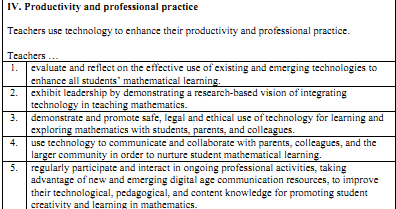 IV. Productivity and professional practice
Teachers use technology to enhance their productivity and professional practice.
Teachers …
1. evaluate and reflect on the effective use of existing and emerging technologies to
enhance all students’ mathematical learning.
2. exhibit leadership by demonstrating a research-based vision of integrating
technology in teaching mathematics.
3. demonstrate and promote safe, legal and ethical use of technology for learning and
exploring mathematics with students, parents, and colleagues.
4. use technology to communicate and collaborate with parents, colleagues, and the
larger community in order to nurture student mathematical learning.
5. regularly participate and interact in ongoing professional activities, taking
advantage of new and emerging digital age communication resources, to improve
their technological, pedagogical, and content knowledge for promoting student
creativity and learning in mathematics.